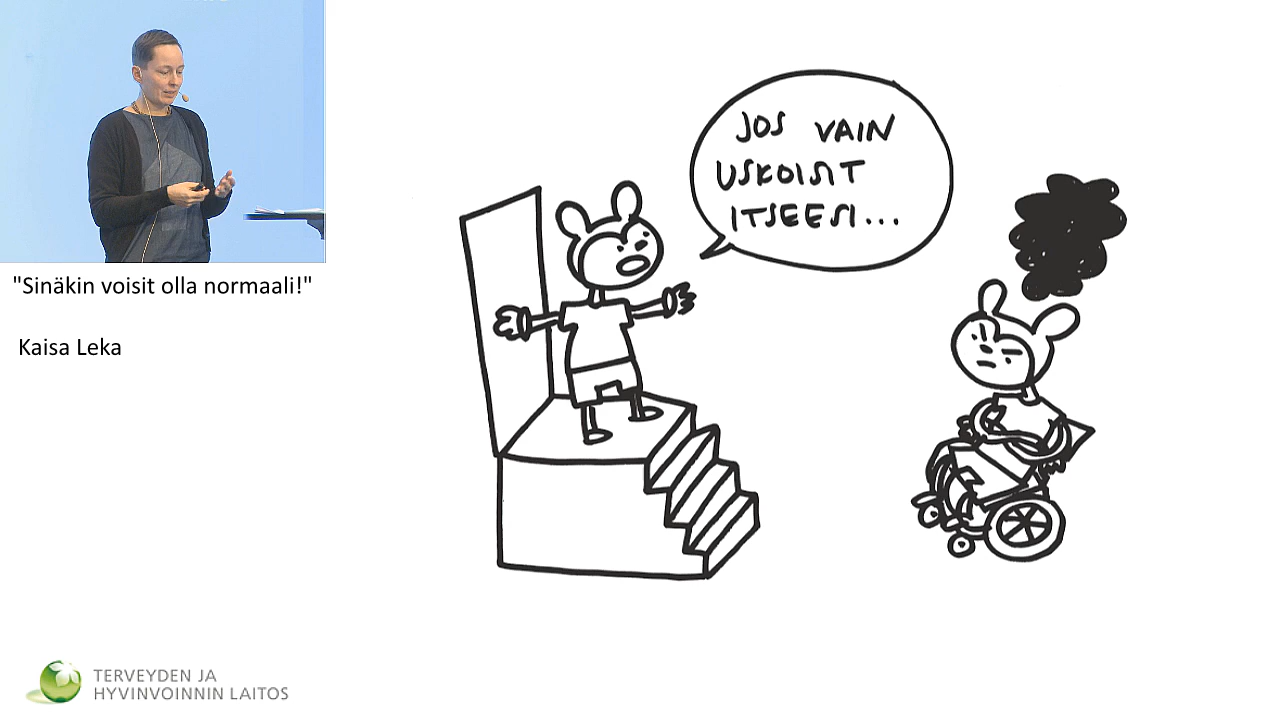 JOS VAIN
USKOISIT
ITSEESI...
"Sinäkin voisit olla normaali!"
Kaisa Leka
TERVEYDEN JA
HYVINVOINNIN LAITOS